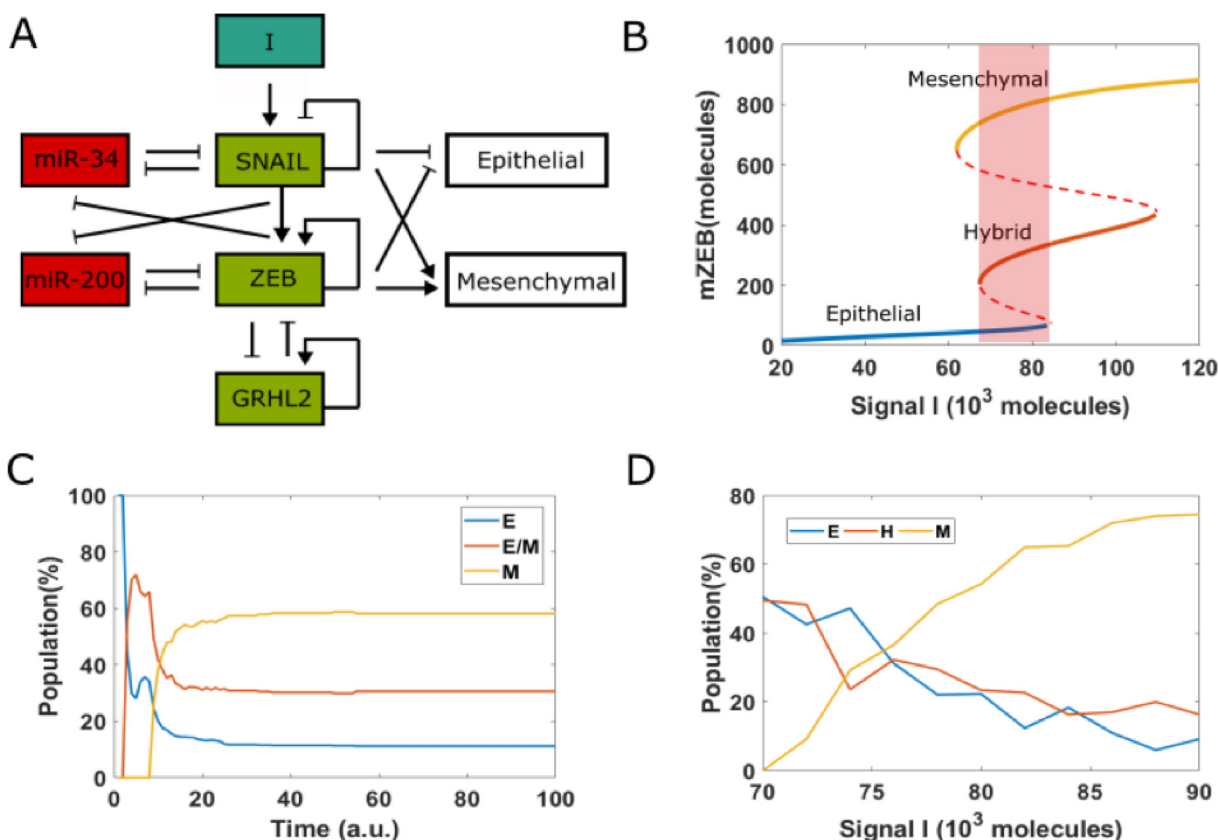 A
I
miR-34
SNAIL
Epithelial
miR-200
ZEB
Mesenchymal
GRHL2
B
1000
800
600
400
200
0
mZEB(molecules)
Mesenchymal
Hybrid
Epithelial
20
40
60
80
100
120
Signal I (10³ molecules)
C
100
80
60
40
20
0
Population(%)
E
E/M
M
0
20
40
60
80
100
Time (a.u.)
D
80
60
40
20
0
Population(%)
E H M
70
75
80
85
90
Signal I (10³ molecules)